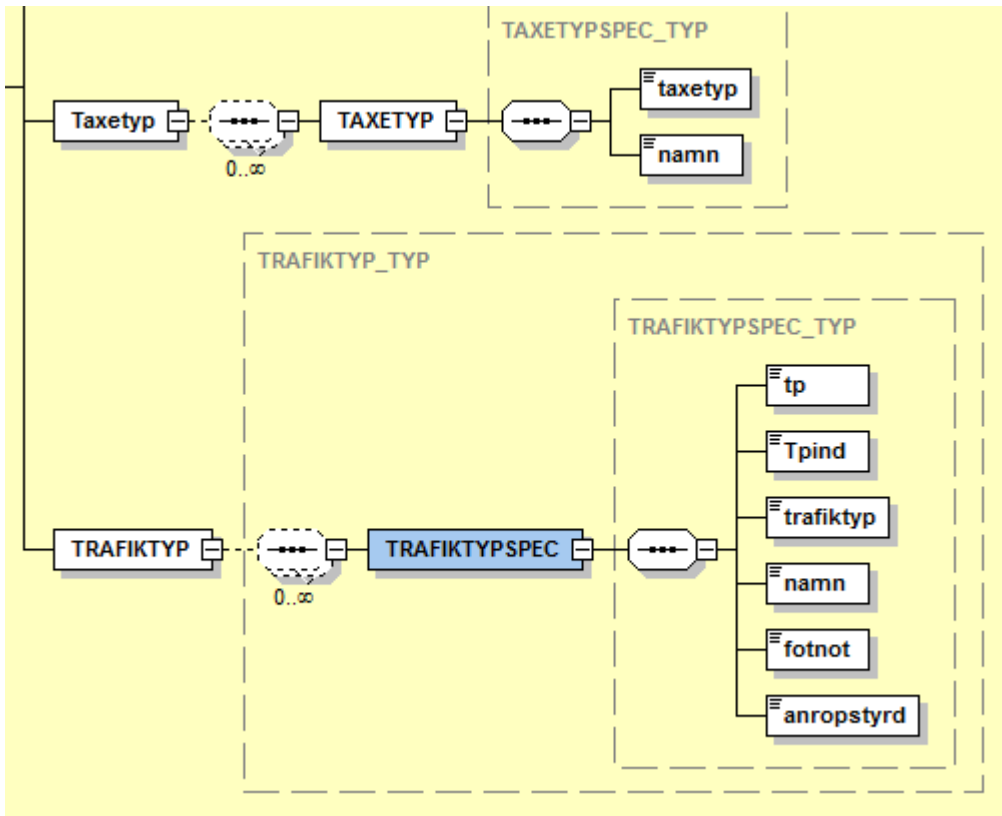 TAXETYPSPEC_TYP
taxetyp
Taxetyp
TAXETYP
namn
0..∞
TRAFIKTYP_TYP
TRAFIKTYPSPEC_TYP
tp
Tpind
trafiktyp
TRAFIKTYP
TRAFIKTYPSPEC
namn
0..∞
fotnot
anropstyrd